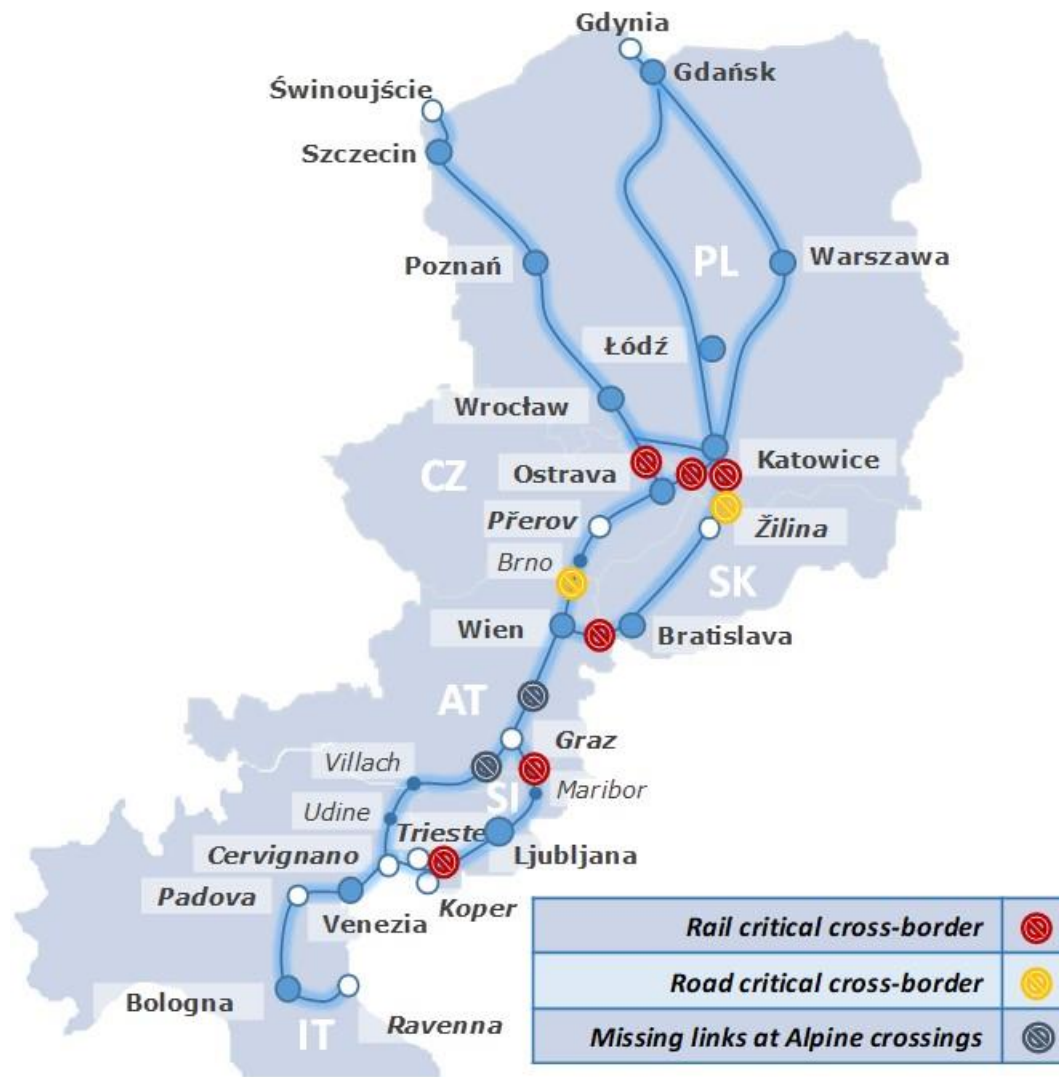 Gdynia
Gdańsk
Świnoujście
Szczecin
Poznań
PL
Warszawa
Łódź
Wrocław
CZ
Ostrava
Katowice
Přerov
Žilina
Brno
SK
Wien
Bratislava
AT
Graz
Villach
SI
Maribor
Udine
Trieste
Cervignano
Ljubljana
Padova
Venezia
Koper
Rail critical cross-border
Road critical cross-border
Bologna
IT
Ravenna
Missing links at Alpine crossings